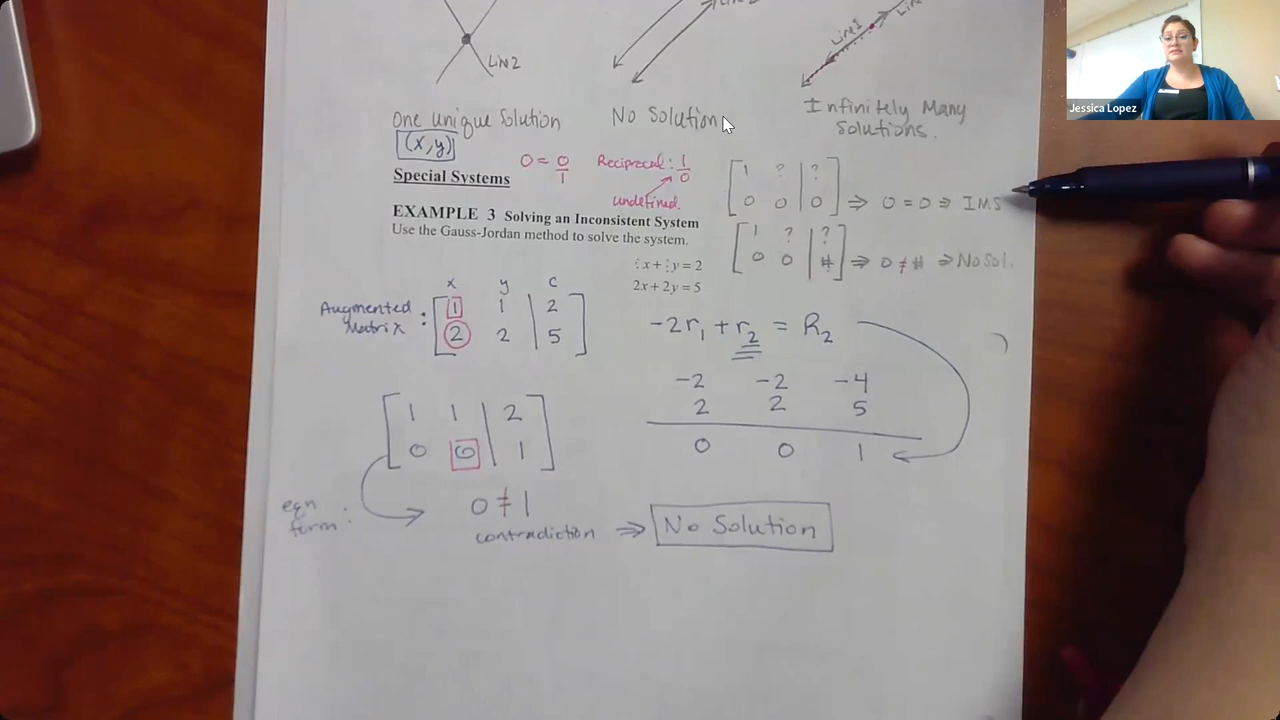 Line2
One unique Solution
(x,y)
No Solution
Line1
Line
Infinitely Many
Solutions.
Special Systems
0 = 0/1
Reciprocal: 1/0
undefined.
[1 ? | ?]
[0 0 | 0] ⇒ 0 = 0 ⇒ I.M.S
[1 ? | ?]
[0 0 | #] ⇒ 0 ≠ # ⇒ No Sol.
EXAMPLE 3 Solving an Inconsistent System
Use the Gauss-Jordan method to solve the system.
x + y = 2
2x + 2y = 5
x y c
Augmented Matrix :
[1 1 | 2]
[2 2 | 5]
-2r₁ + r₂ = R₂
-2 -2 -4
2 2 5
0 0 1
[1 1 | 2]
[0 0 | 1]
eqn form:
0 ≠ 1
contradiction ⇒ No Solution
Jessica Lopez